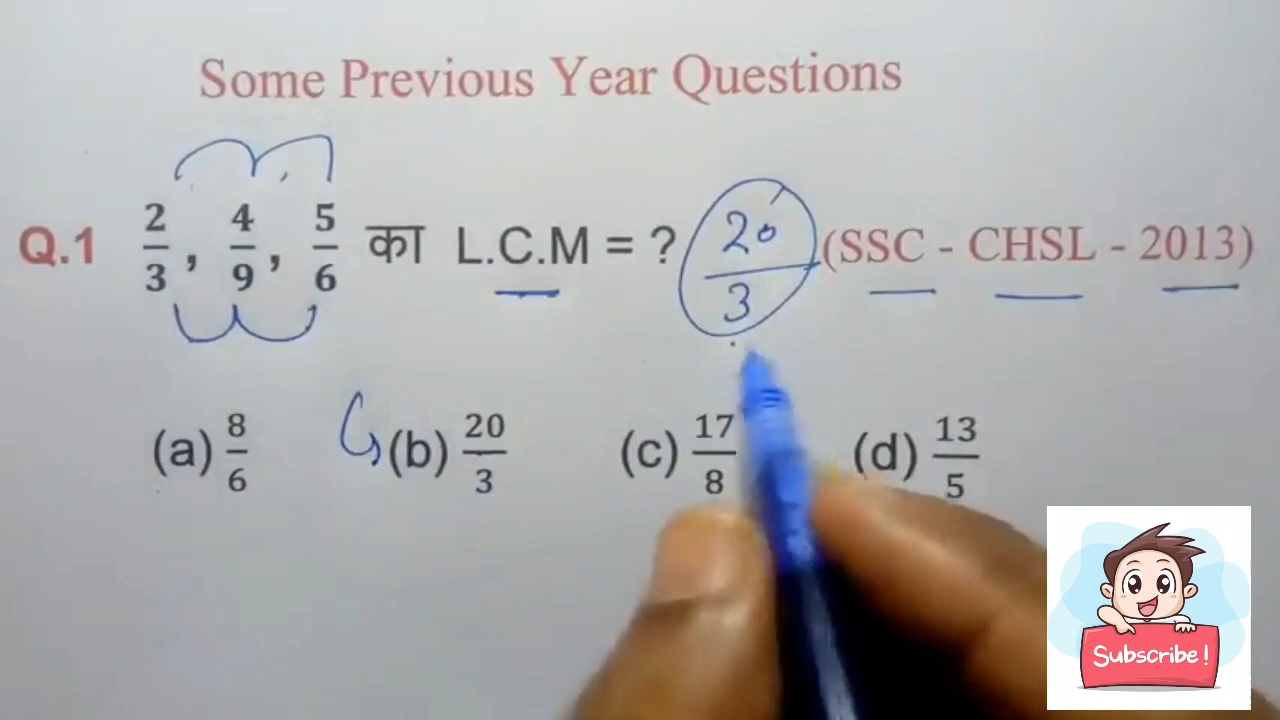 Some Previous Year Questions
Q.1 2/3, 4/9, 5/6 का L.C.M = ? 20/3 (SSC - CHSL - 2013)
(a) 8/6 (b) 20/3 (c) 17/8 (d) 13/5
Subscribe!